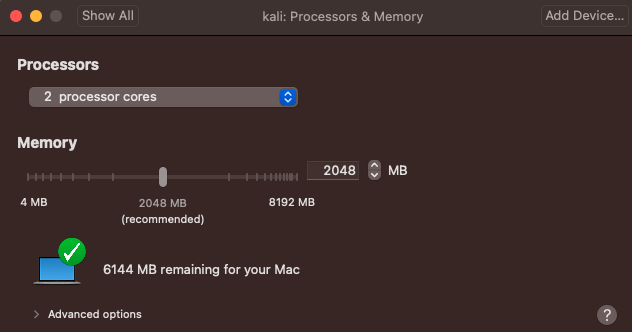 Show All
kali: Processors & Memory
Add Device...
Processors
2 processor cores
Memory
2048 MB
4 MB
2048 MB
(recommended)
8192 MB
6144 MB remaining for your Mac
Advanced options
?